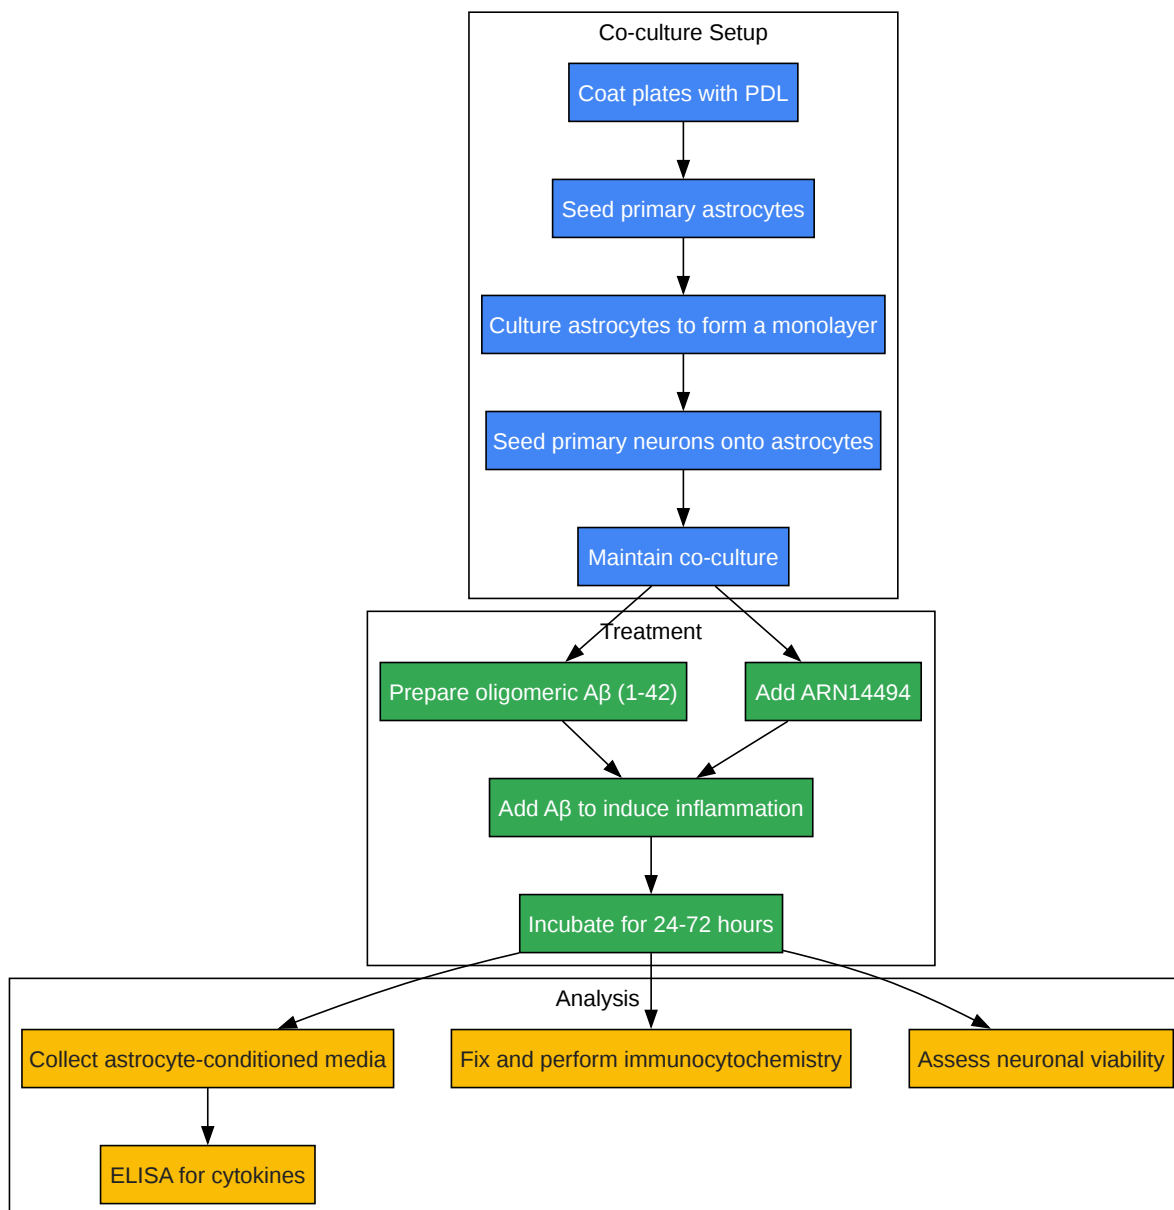 Co-culture Setup
Coat plates with PDL
Seed primary astrocytes
Culture astrocytes to form a monolayer
Seed primary neurons onto astrocytes
Maintain co-culture
Treatment
Prepare oligomeric Aβ (1-42)
Add ARN14494
Add Aβ to induce inflammation
Incubate for 24-72 hours
Analysis
Collect astrocyte-conditioned media
Fix and perform immunocytochemistry
Assess neuronal viability
ELISA for cytokines